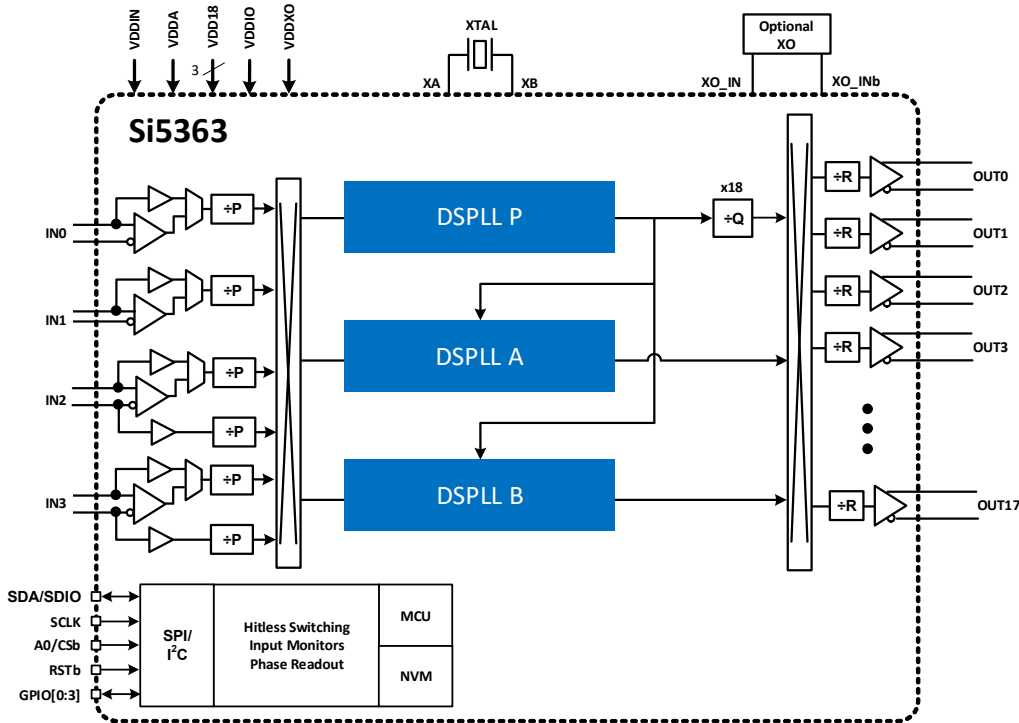 VDDIN
VDDA
VDD18
VDDIO
VDDXO
3
XTAL
XA
XB
Optional
XO
XO_IN
XO_INb
Si5363
IN0
÷P
IN1
÷P
IN2
÷P
÷P
IN3
÷P
÷P
DSPLL P
DSPLL A
DSPLL B
x18
÷Q
÷R
OUT0
÷R
OUT1
÷R
OUT2
÷R
OUT3
÷R
OUT17
SDA/SDIO
SCLK
A0/CSb
RSTb
GPIO[0:3]
SPI/
I²C
Hitless Switching
Input Monitors
Phase Readout
MCU
NVM